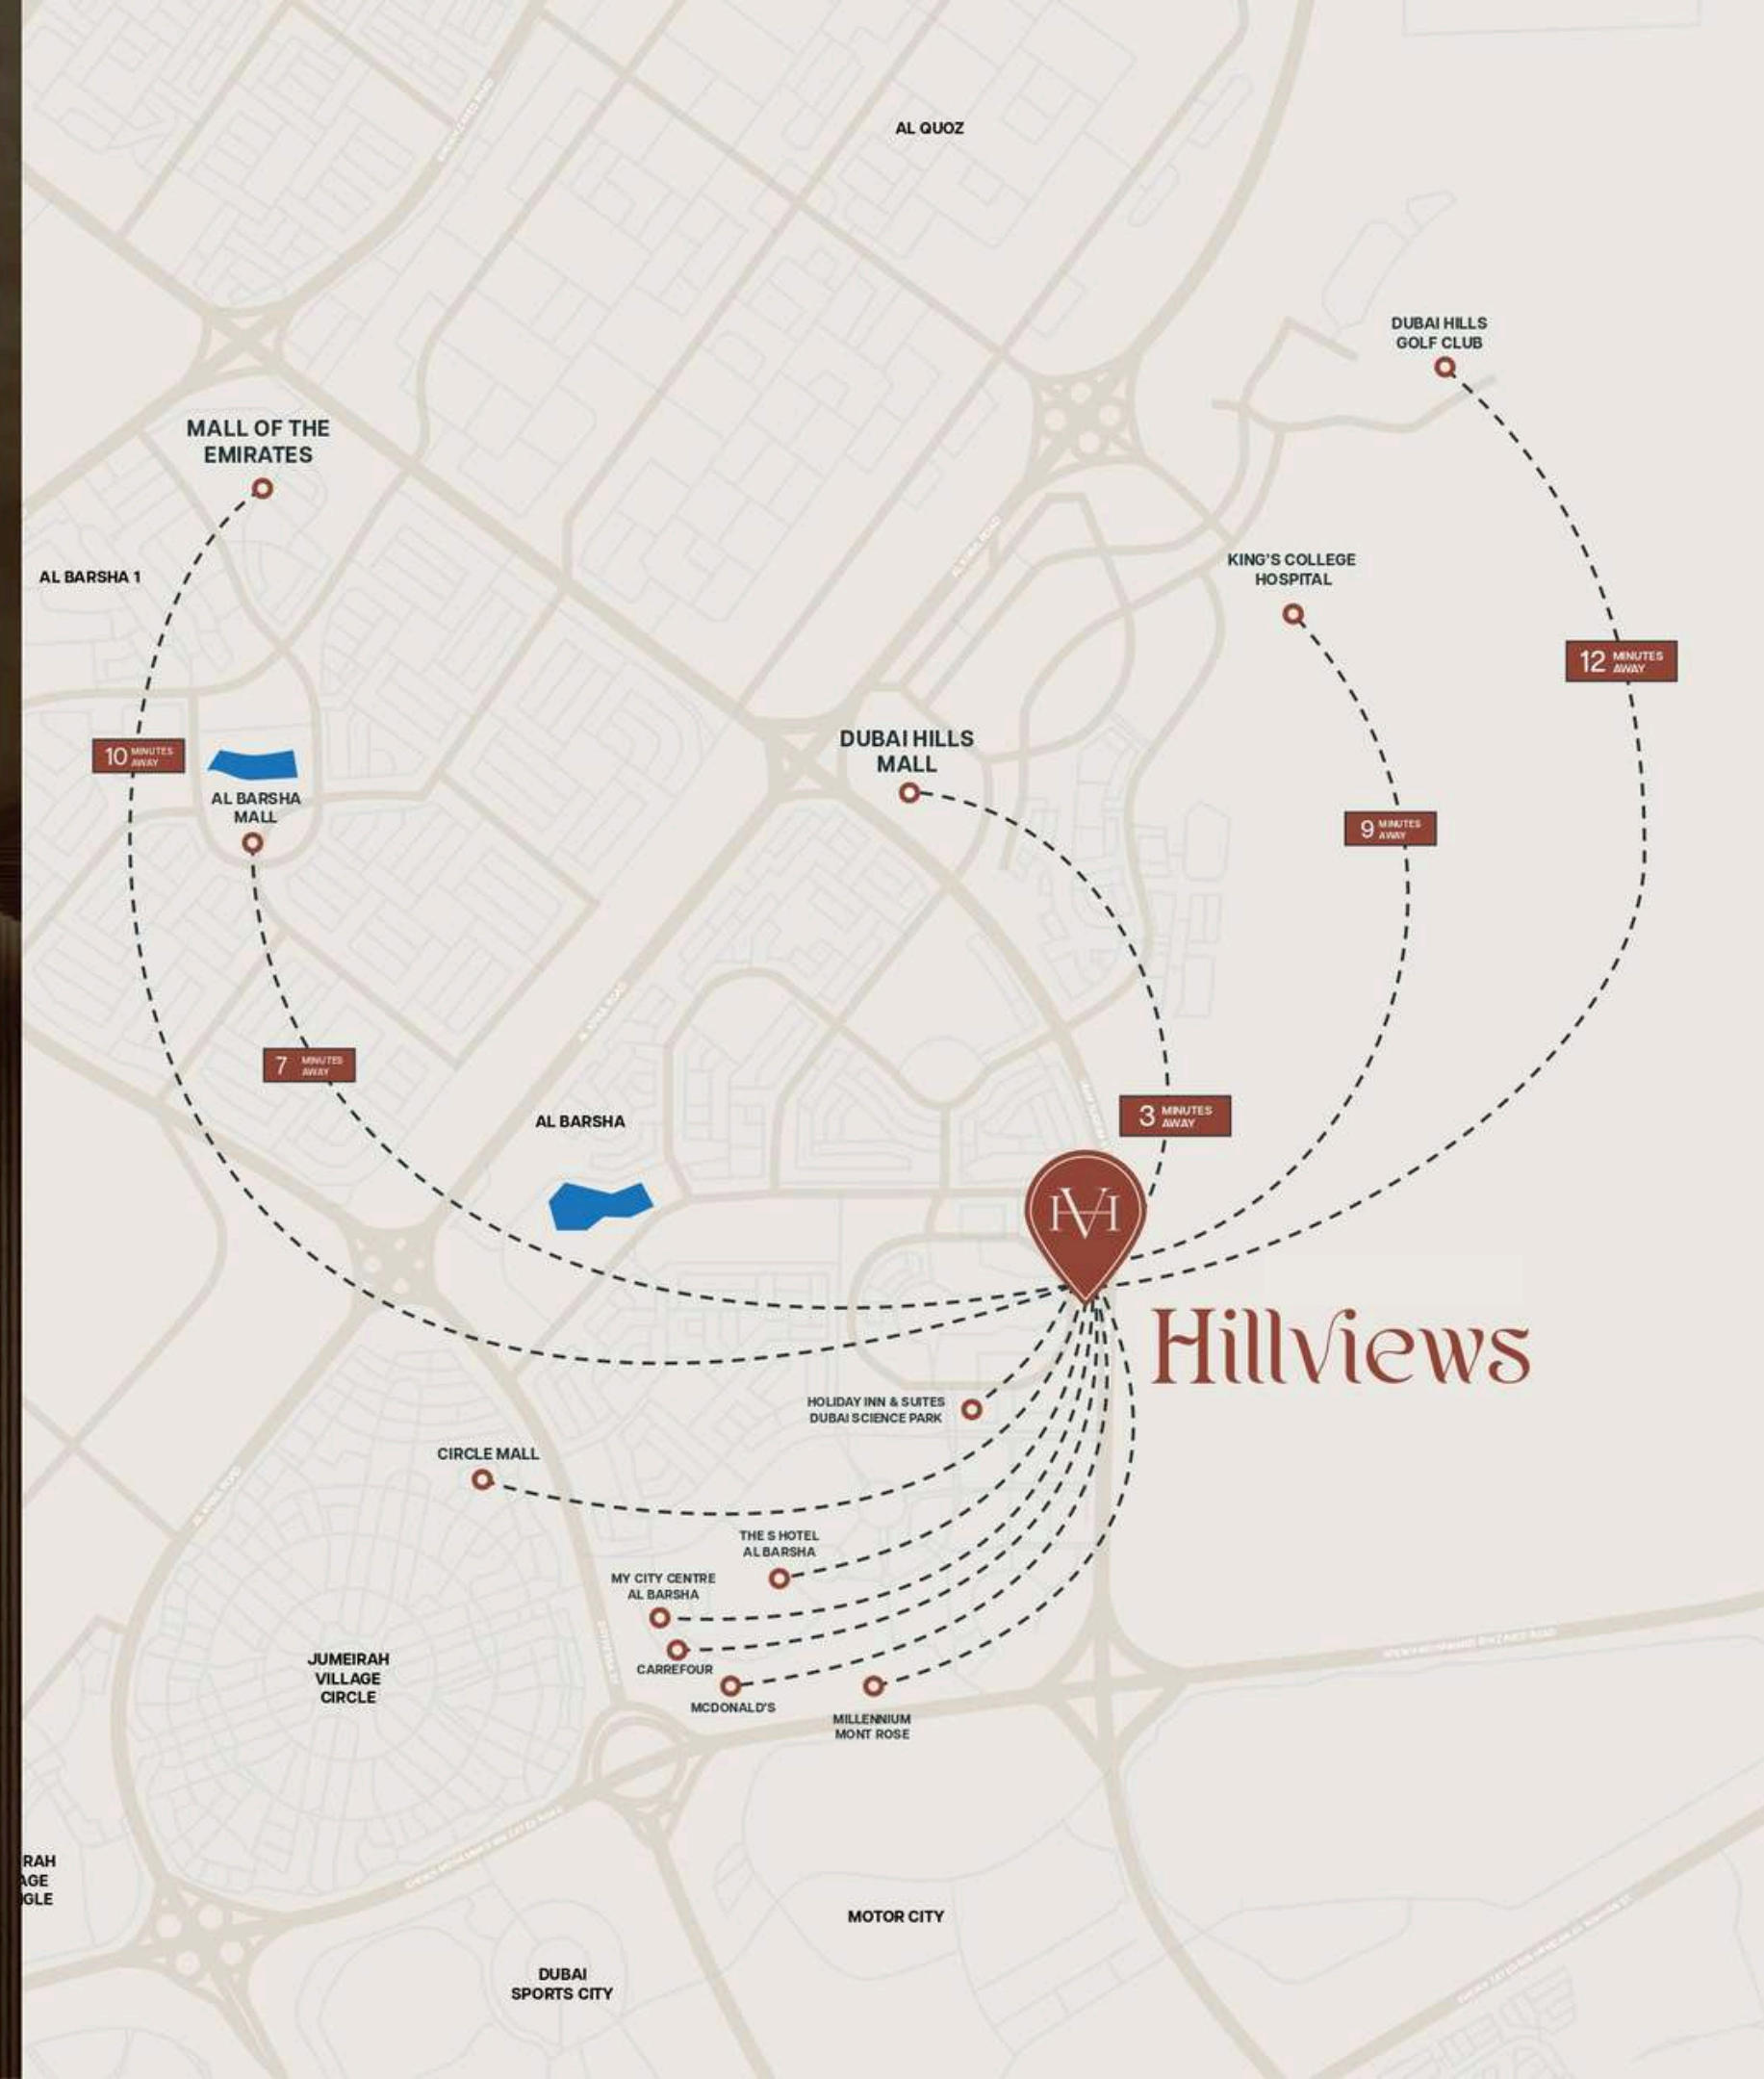 AL QUOZ
DUBAI HILLS
GOLF CLUB
MALL OF THE
EMIRATES
KING'S COLLEGE
HOSPITAL
AL BARSHA 1
12 MINUTES
AWAY
DUBAI HILLS
MALL
10 MINUTES
AWAY
AL BARSHA
MALL
9 MINUTES
AWAY
7 MINUTES
AWAY
3 MINUTES
AWAY
AL BARSHA
HV
Hillviews
HOLIDAY INN & SUITES
DUBAI SCIENCE PARK
CIRCLE MALL
THE S HOTEL
AL BARSHA
MY CITY CENTRE
AL BARSHA
CARREFOUR
MCDONALD'S
MILLENNIUM
MONT ROSE
JUMEIRAH
VILLAGE
CIRCLE
RAH
AGE
GLE
MOTOR CITY
DUBAI
SPORTS CITY